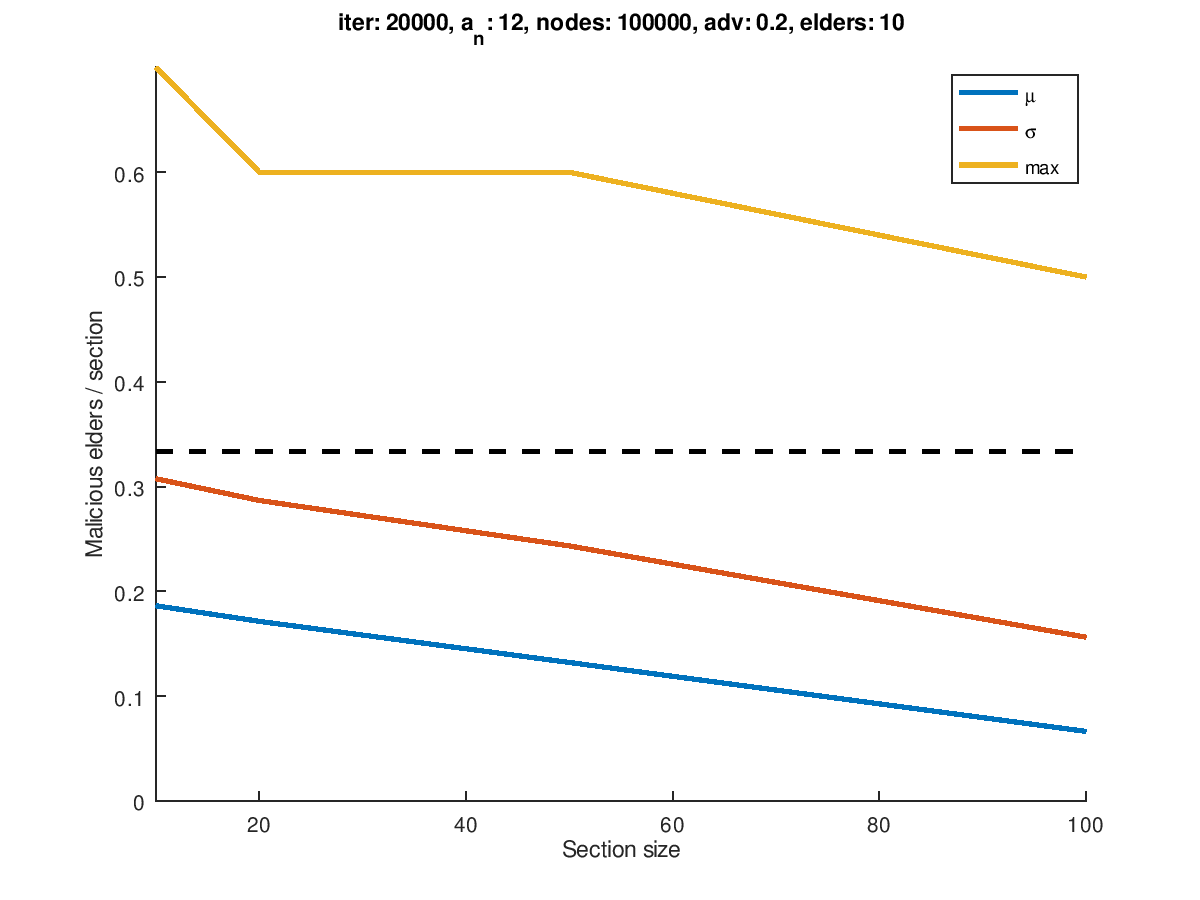 iter: 20000, a_n: 12, nodes: 100000, adv: 0.2, elders: 10
μ
σ
max
0.6
0.5
0.4
0.3
0.2
0.1
0
Malicious elders / section
20 40 60 80 100
Section size